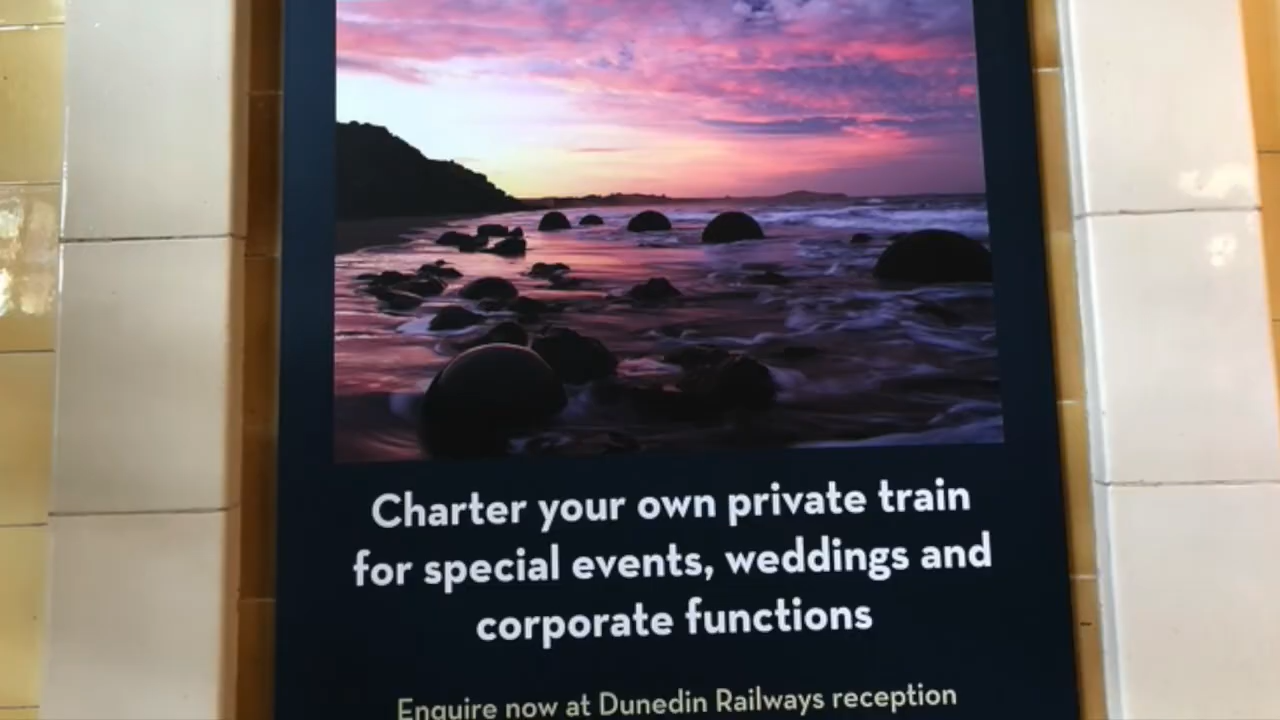 Charter your own private train
for special events, weddings and
corporate functions
Enquire now at Dunedin Railways reception